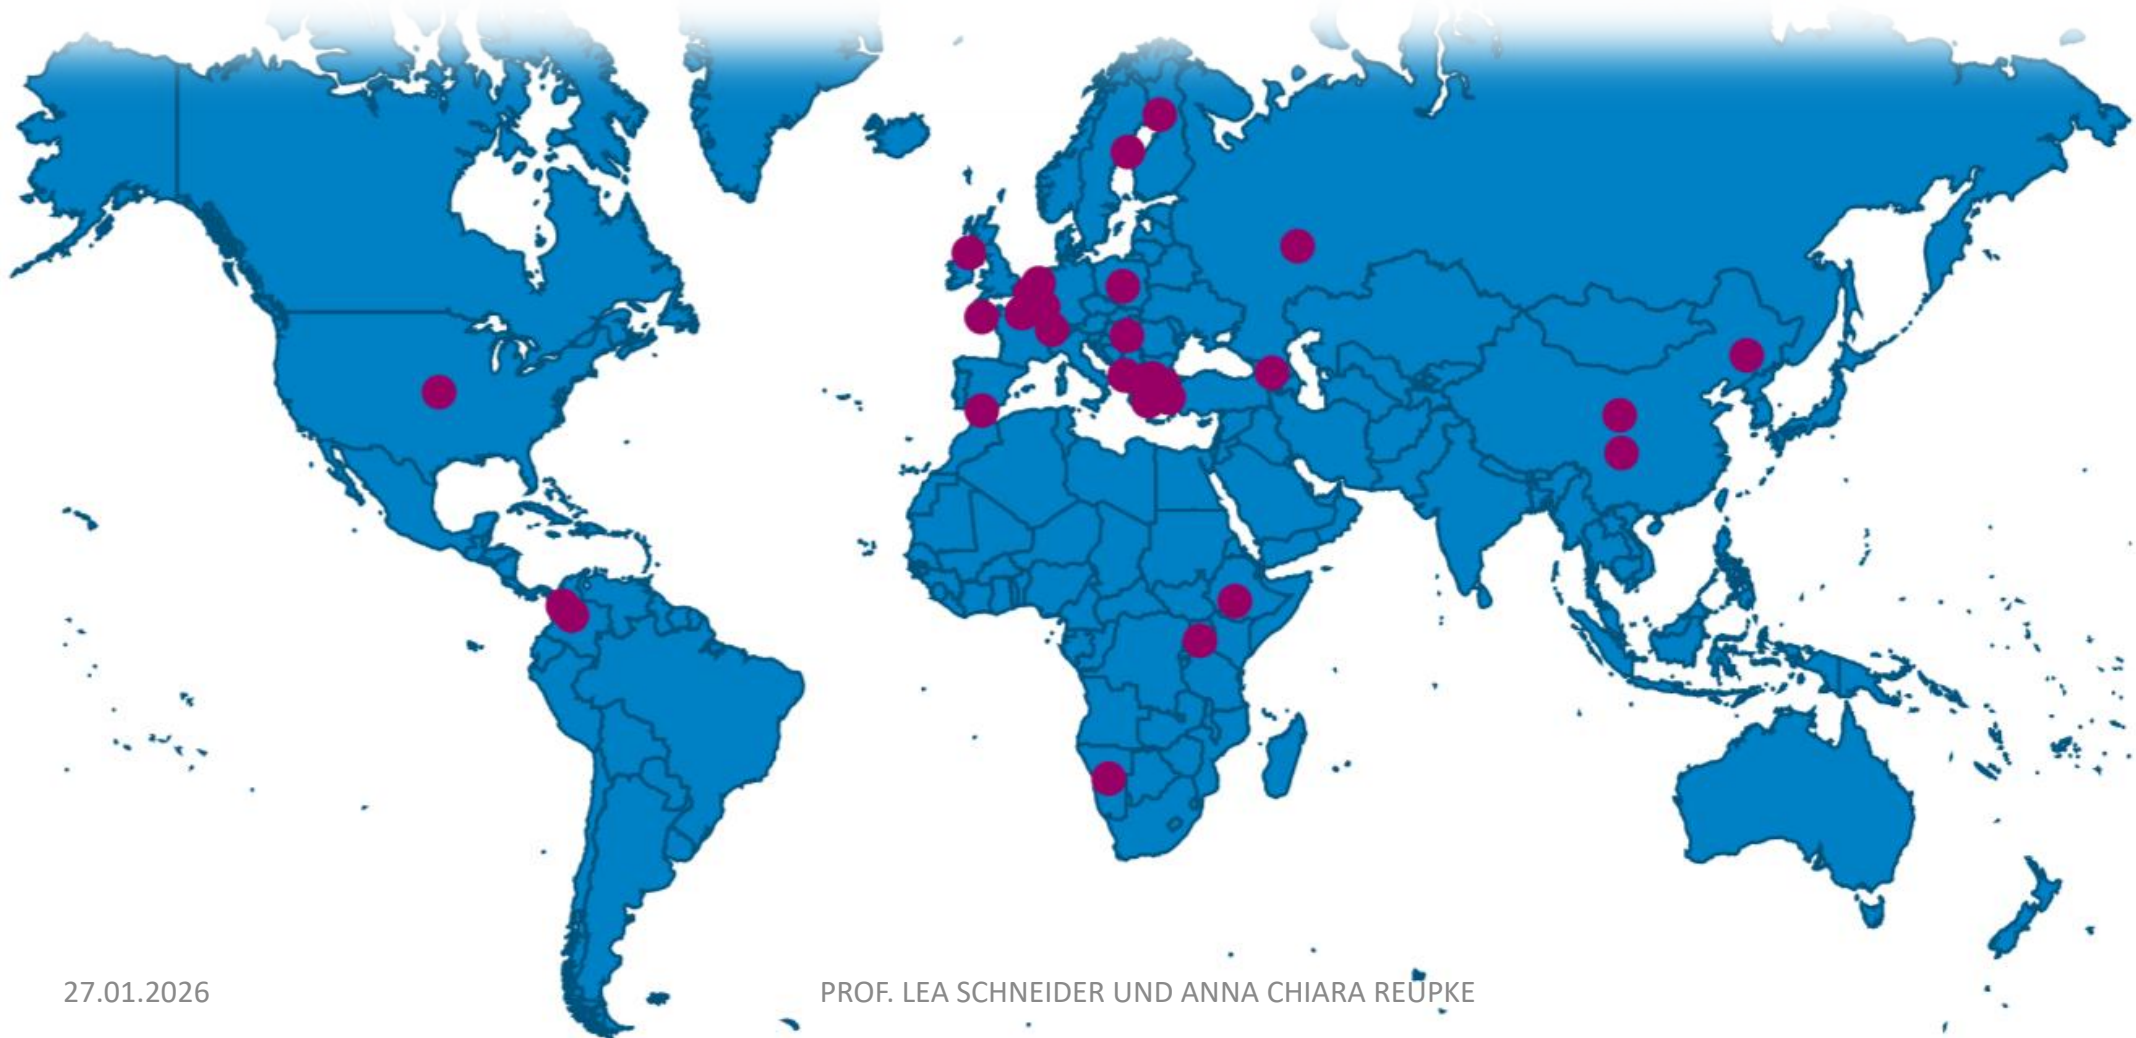 27.01.2026
PROF. LEA SCHNEIDER UND ANNA CHIARA REUPKE